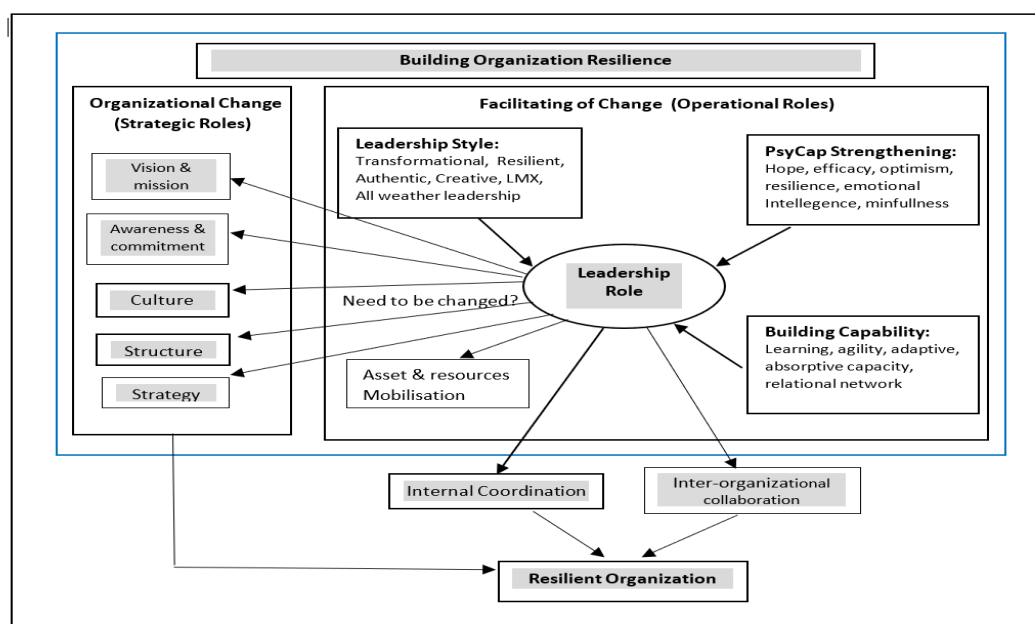 Building Organization Resilience
Organizational Change
(Strategic Roles)
Vision &
mission
Awareness &
commitment
Culture
Structure
Strategy
Facilitating of Change (Operational Roles)
Leadership Style:
Transformational, Resilient,
Authentic, Creative, LMX,
All weather leadership
PsyCap Strengthening:
Hope, efficacy, optimism,
resilience, emotional
Intellegence, minfullness
Leadership
Role
Need to be changed?
Asset & resources
Mobilisation
Building Capability:
Learning, agility, adaptive,
absorptive capacity,
relational network
Internal Coordination
Inter-organizational
collaboration
Resilient Organization